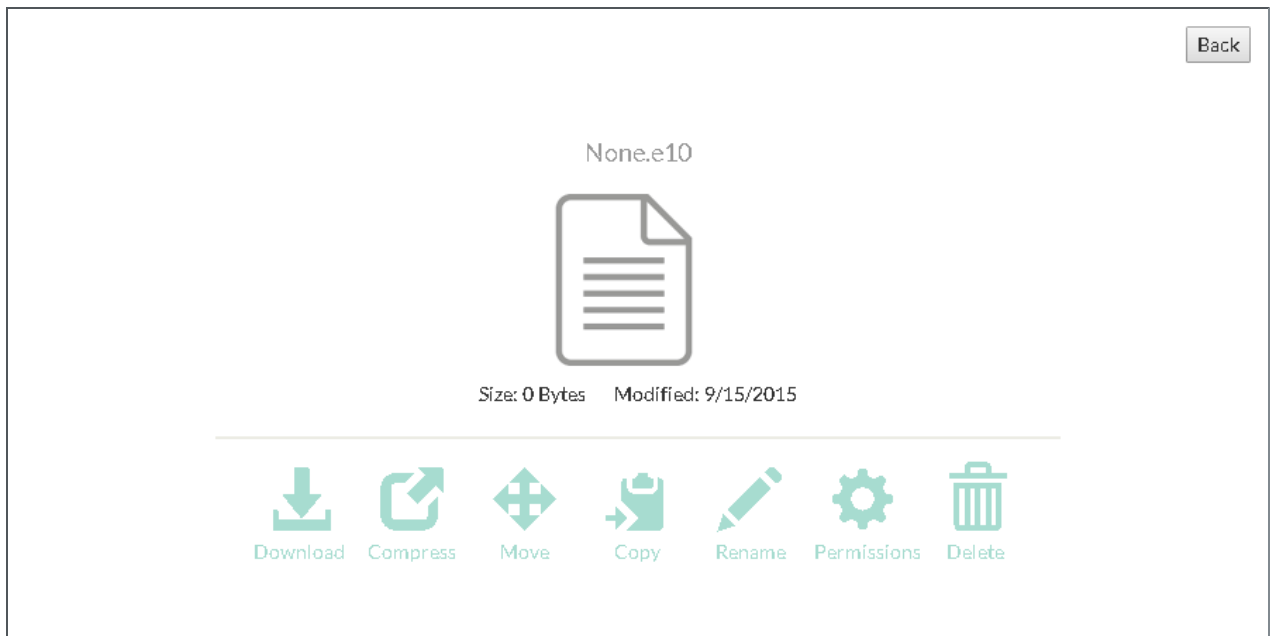 Back
None.e10
Size: 0 Bytes Modified: 9/15/2015
Download Compress Move Copy Rename Permissions Delete